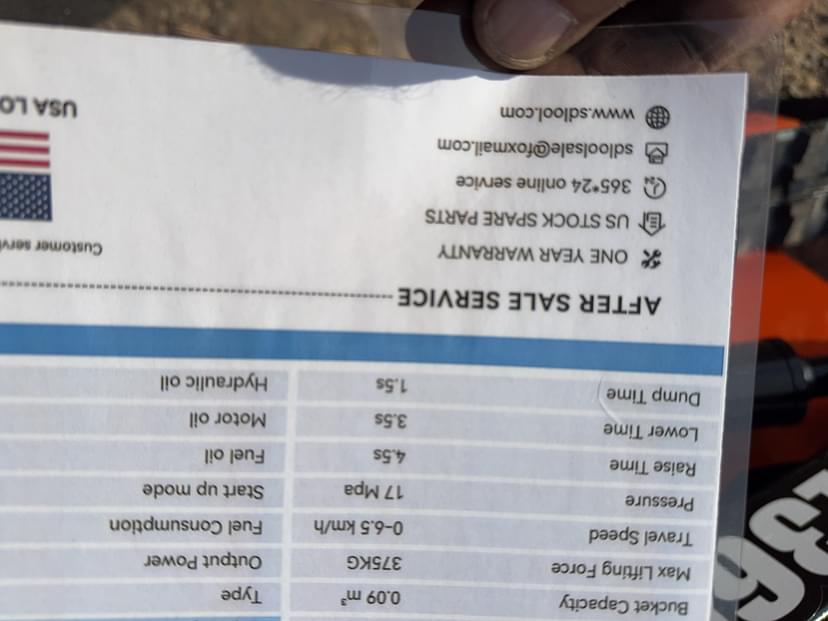 Bucket Capacity 0.09 m³ Type
Max Lifting Force 375KG Output Power
Travel Speed 0-6.5 km/h Fuel Consumption
Pressure 17 Mpa Start up mode
Raise Time 4.5s Fuel oil
Lower Time 3.5s Motor oil
Dump Time 1.5s Hydraulic oil
AFTER SALE SERVICE
ONE YEAR WARRANTY
Customer
US STOCK SPARE PARTS
365*24 online service
sdloolsale@foxmail.com
www.sdlool.com
USA